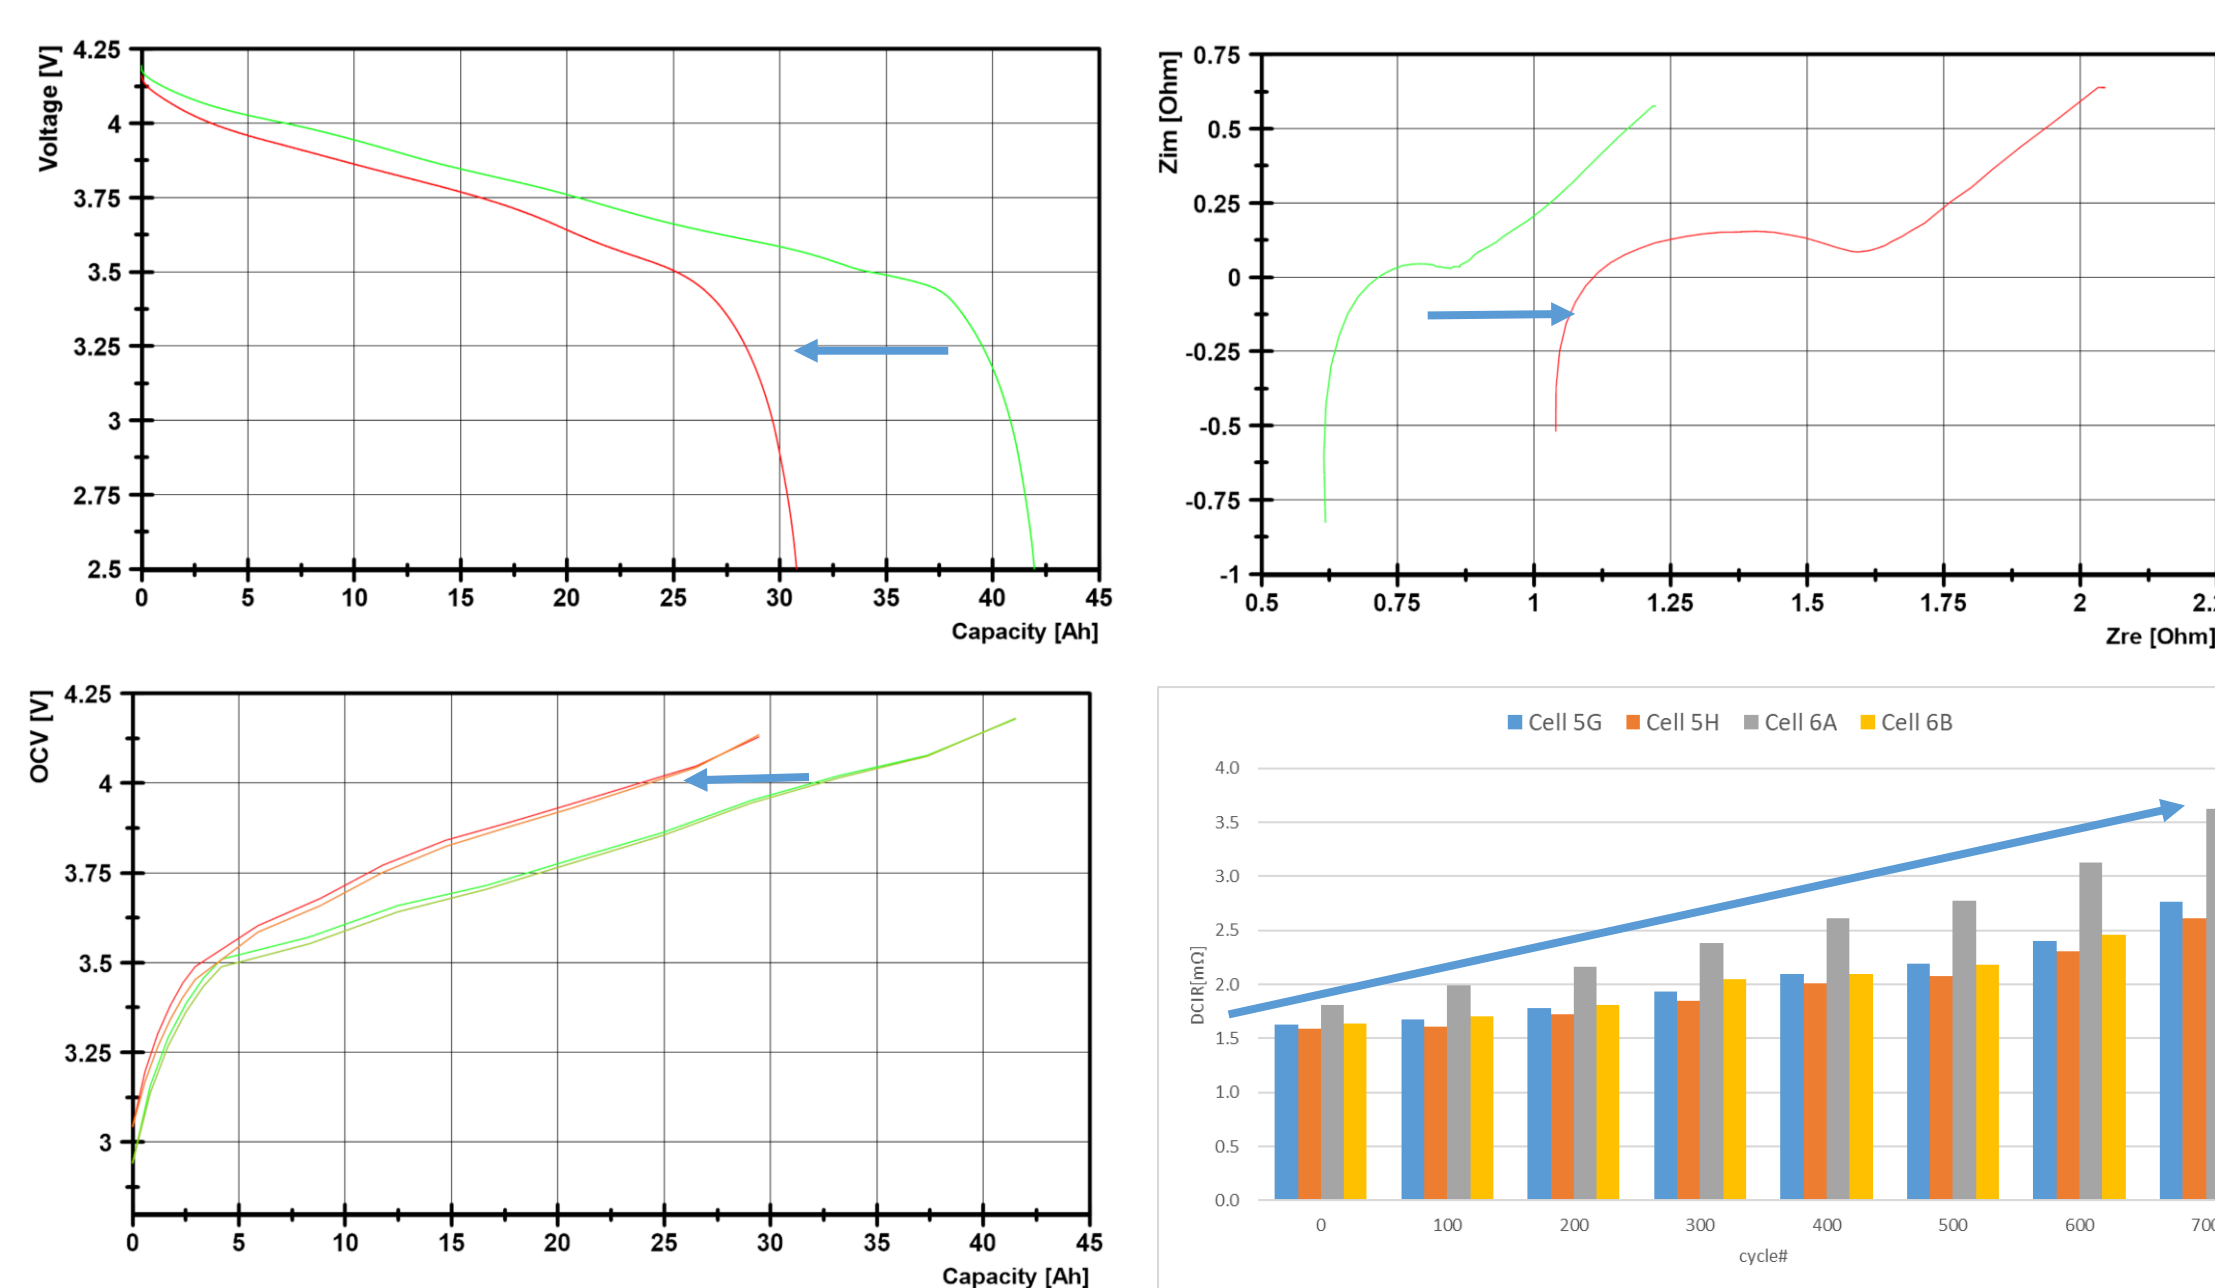 Voltage [V]
4.25
4
3.75
3.5
3.25
3
2.75
2.5
0 5 10 15 20 25 30 35 40 45
Capacity [Ah]
Zim [Ohm]
0.75
0.5
0.25
0
-0.25
-0.5
-0.75
-1
0.5 0.75 1 1.25 1.5 1.75 2
Zre [Ohm]
OCV [V]
4.25
4
3.75
3.5
3.25
3
0 5 10 15 20 25 30 35 40 45
Capacity [Ah]
Cell 5G Cell 5H Cell 6A Cell 6B
DCIR[mΩ]
4.0
3.5
3.0
2.5
2.0
1.5
1.0
0.5
0.0
0 100 200 300 400 500 600
cycle#